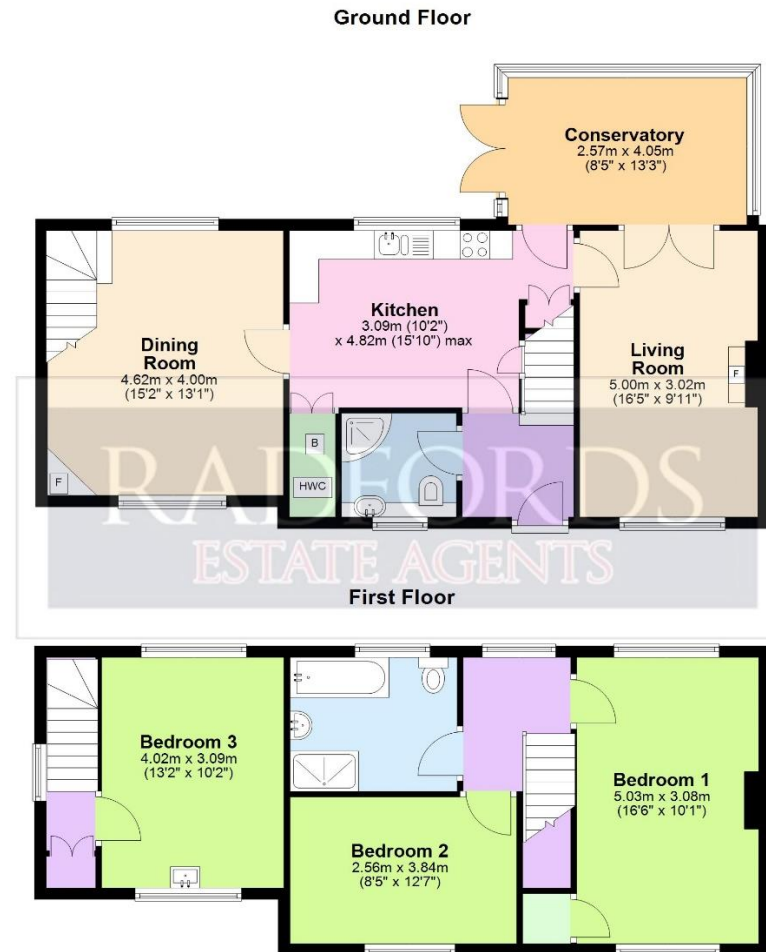 Ground Floor
Conservatory
2.57m x 4.05m
(8'5" x 13'3")
Kitchen
3.09m (10'2")
x 4.82m (15'10") max
Dining
Room
4.62m x 4.00m
(15'2" x 13'1")
Living
Room
5.00m x 3.02m
(16'5" x 9'11")
F
B
HWC
F
RADFORDS
ESTATE AGENTS
First Floor
Bedroom 3
4.02m x 3.09m
(13'2" x 10'2")
Bedroom 1
5.03m x 3.08m
(16'6" x 10'1")
Bedroom 2
2.56m x 3.84m
(8'5" x 12'7")